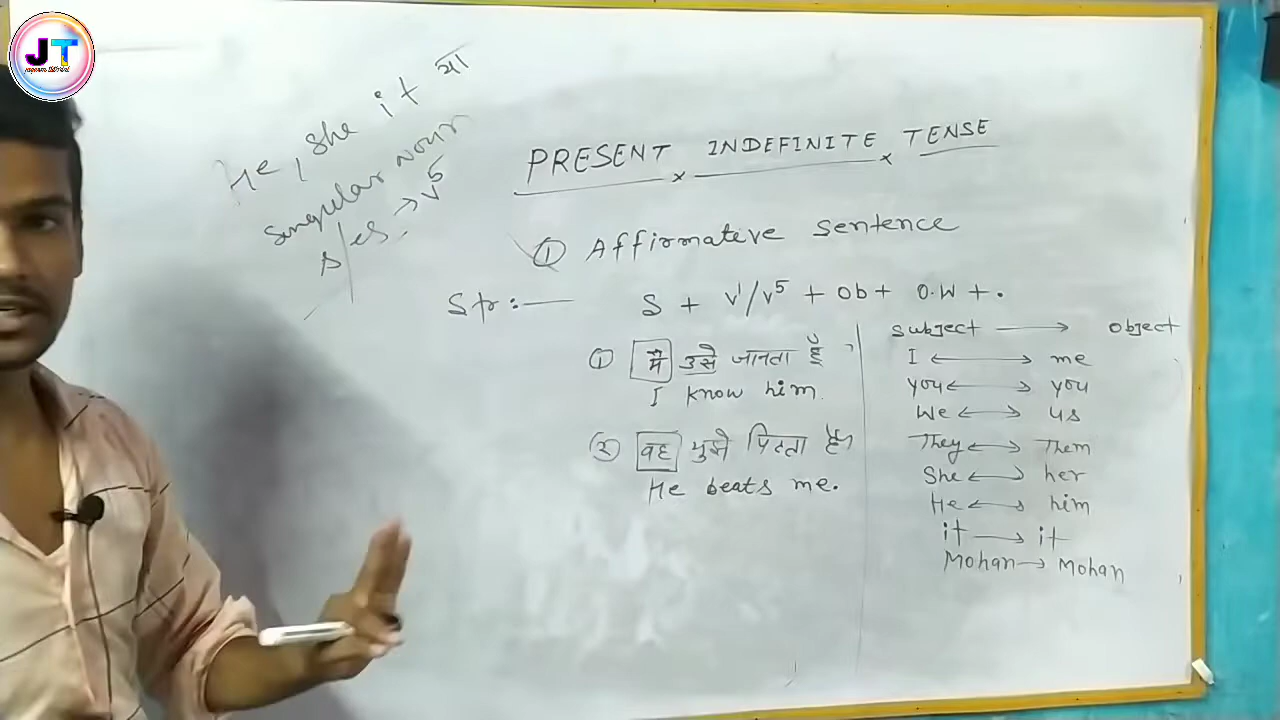 JT
He, she it या
Singular noun
s/es. → V5
PRESENT INDEFINITE TENSE
① Affirmative sentence
Str :— S + V1/V5 + Ob + O.W + .
① मैं उसे जानता हूँ ।
I know him.
② वह मुझे पिटता है।
He beats me.
Subject → Object
I ↔ me
You ↔ you
We ↔ us
They ↔ Them
She ↔ her
He ↔ him
it → it
Mohan → Mohan